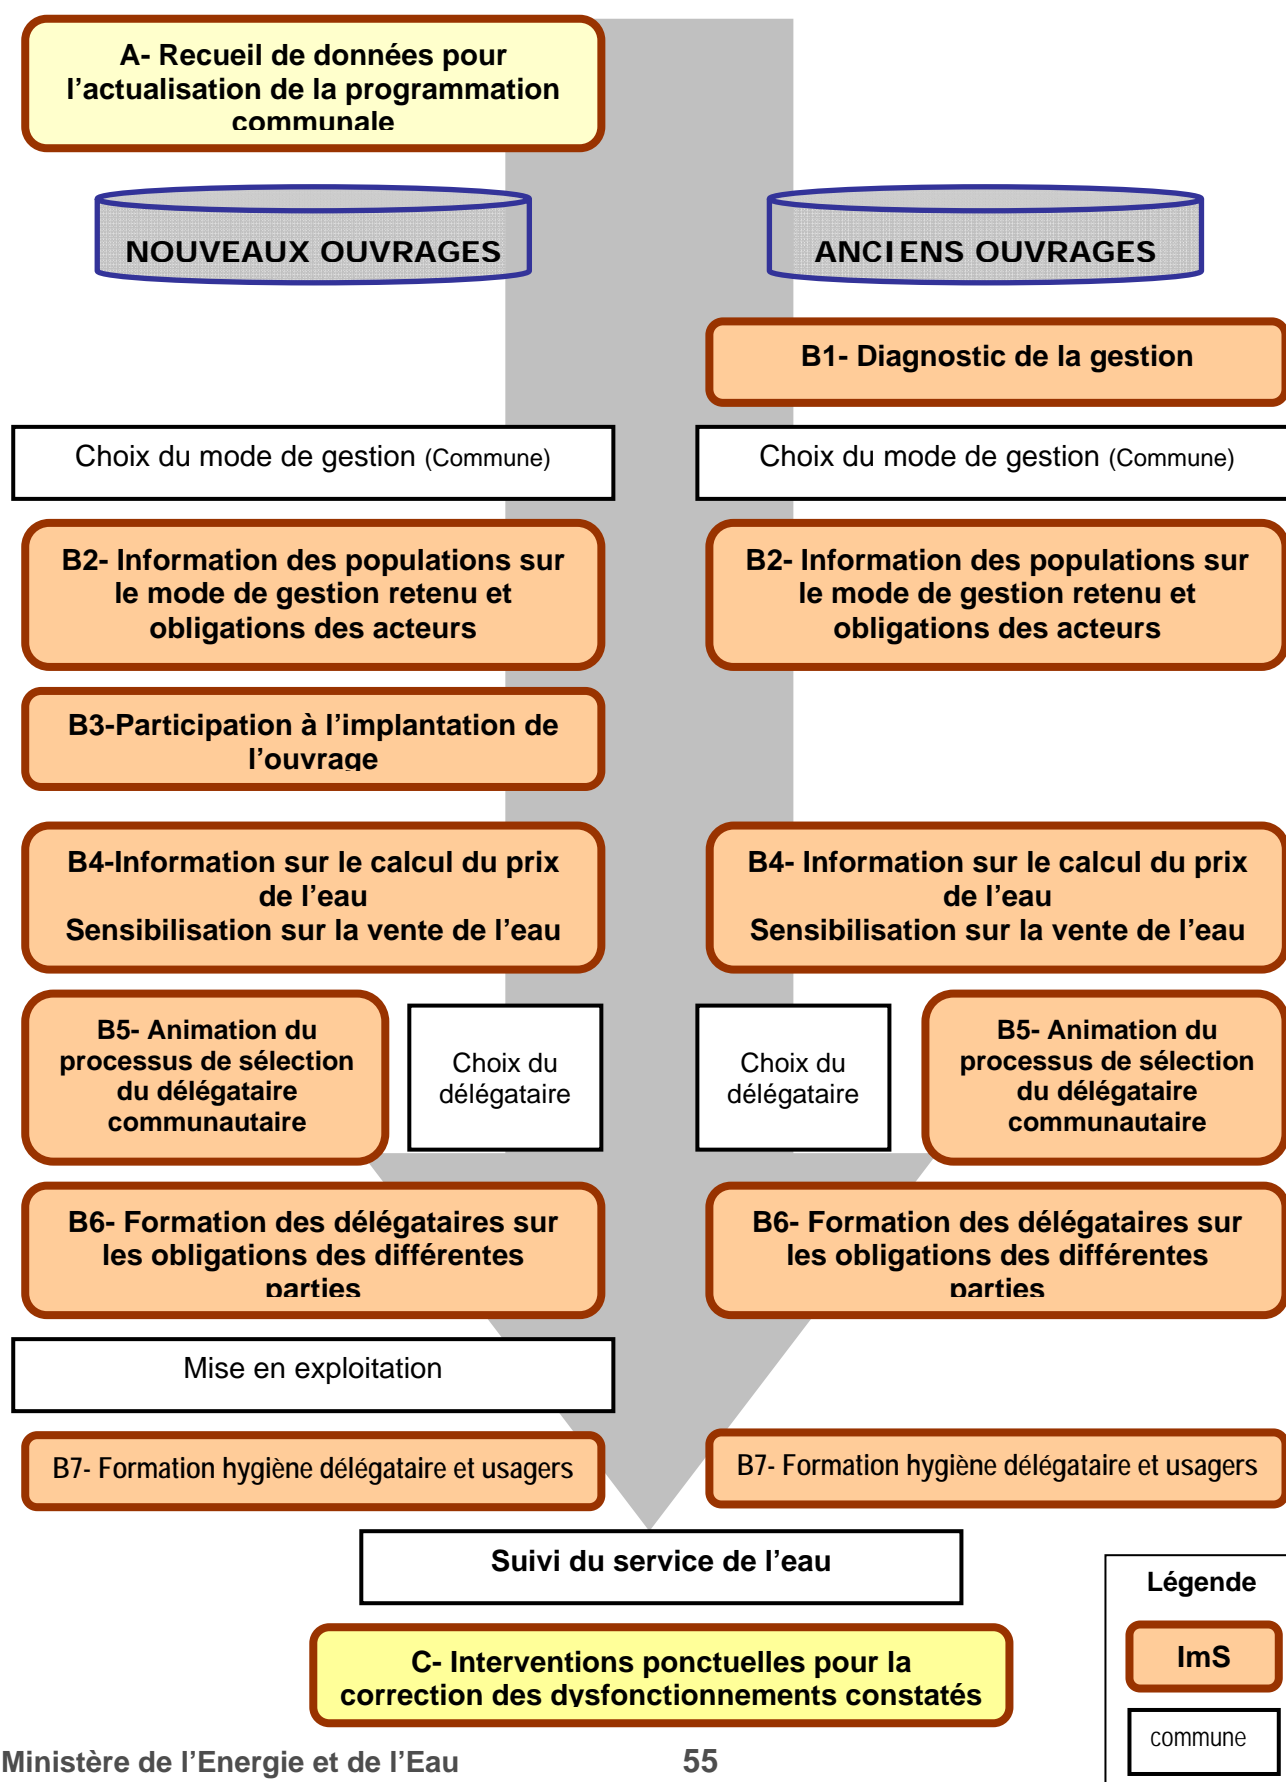 A- Recueil de données pour
l'actualisation de la programmation
communale
NOUVEAUX OUVRAGES
ANCIENS OUVRAGES
B1- Diagnostic de la gestion
Choix du mode de gestion (Commune)
Choix du mode de gestion (Commune)
B2- Information des populations sur
le mode de gestion retenu et
obligations des acteurs
B2- Information des populations sur
le mode de gestion retenu et
obligations des acteurs
B3-Participation à l'implantation de
l'ouvrage
B4-Information sur le calcul du prix
de l'eau
Sensibilisation sur la vente de l'eau
B4- Information sur le calcul du prix
de l'eau
Sensibilisation sur la vente de l'eau
B5- Animation du
processus de sélection
du délégataire
communautaire
Choix du
délégataire
Choix du
délégataire
B5- Animation du
processus de sélection
du délégataire
communautaire
B6- Formation des délégataires sur
les obligations des différentes
parties
B6- Formation des délégataires sur
les obligations des différentes
parties
Mise en exploitation
B7- Formation hygiène délégataire et usagers
B7- Formation hygiène délégataire et usagers
Suivi du service de l'eau
C- Interventions ponctuelles pour la
correction des dysfonctionnements constatés
Légende
ImS
commune
Ministère de l'Energie et de l'Eau
55